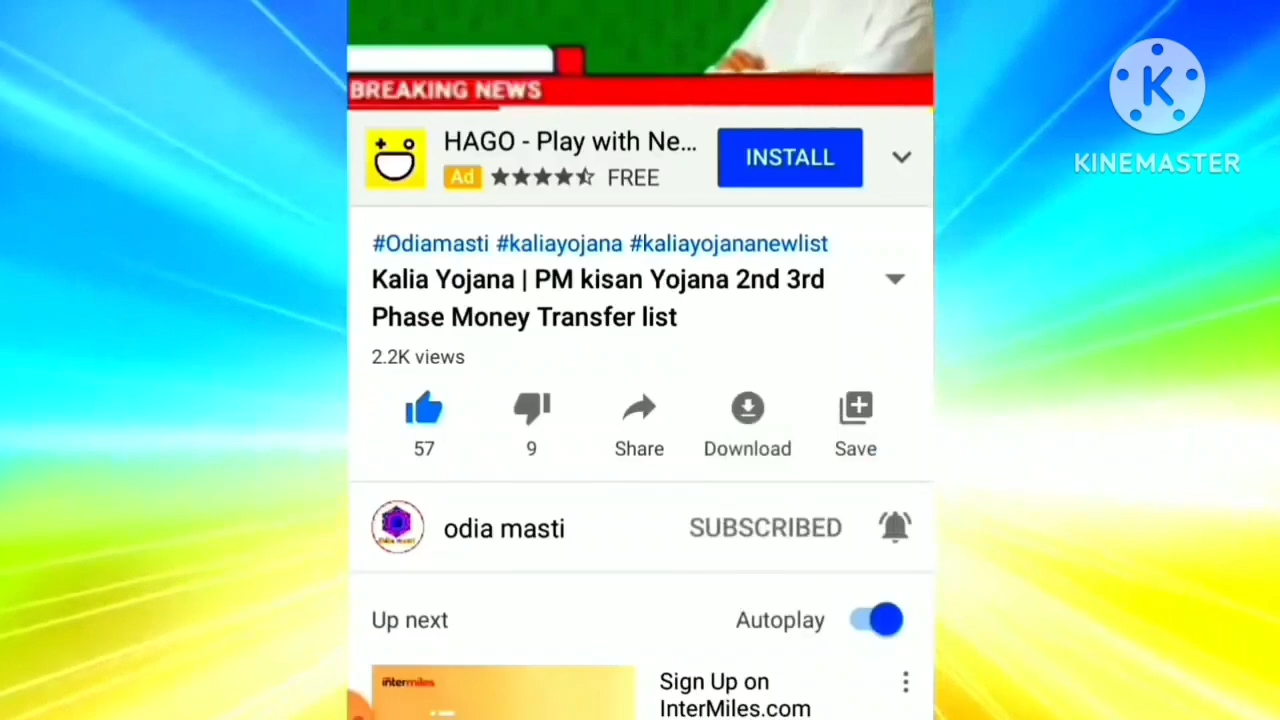 BREAKING NEWS
HAGO - Play with Ne...
INSTALL
Ad
FREE
K
KINEMASTER
#Odiamasti #kaliayojana #kaliayojananewlist
Kalia Yojana | PM kisan Yojana 2nd 3rd
Phase Money Transfer list
2.2K views
57
9
Share
Download
Save
odia masti
SUBSCRIBED
Up next
Autoplay
intermiles
Sign Up on
InterMiles.com